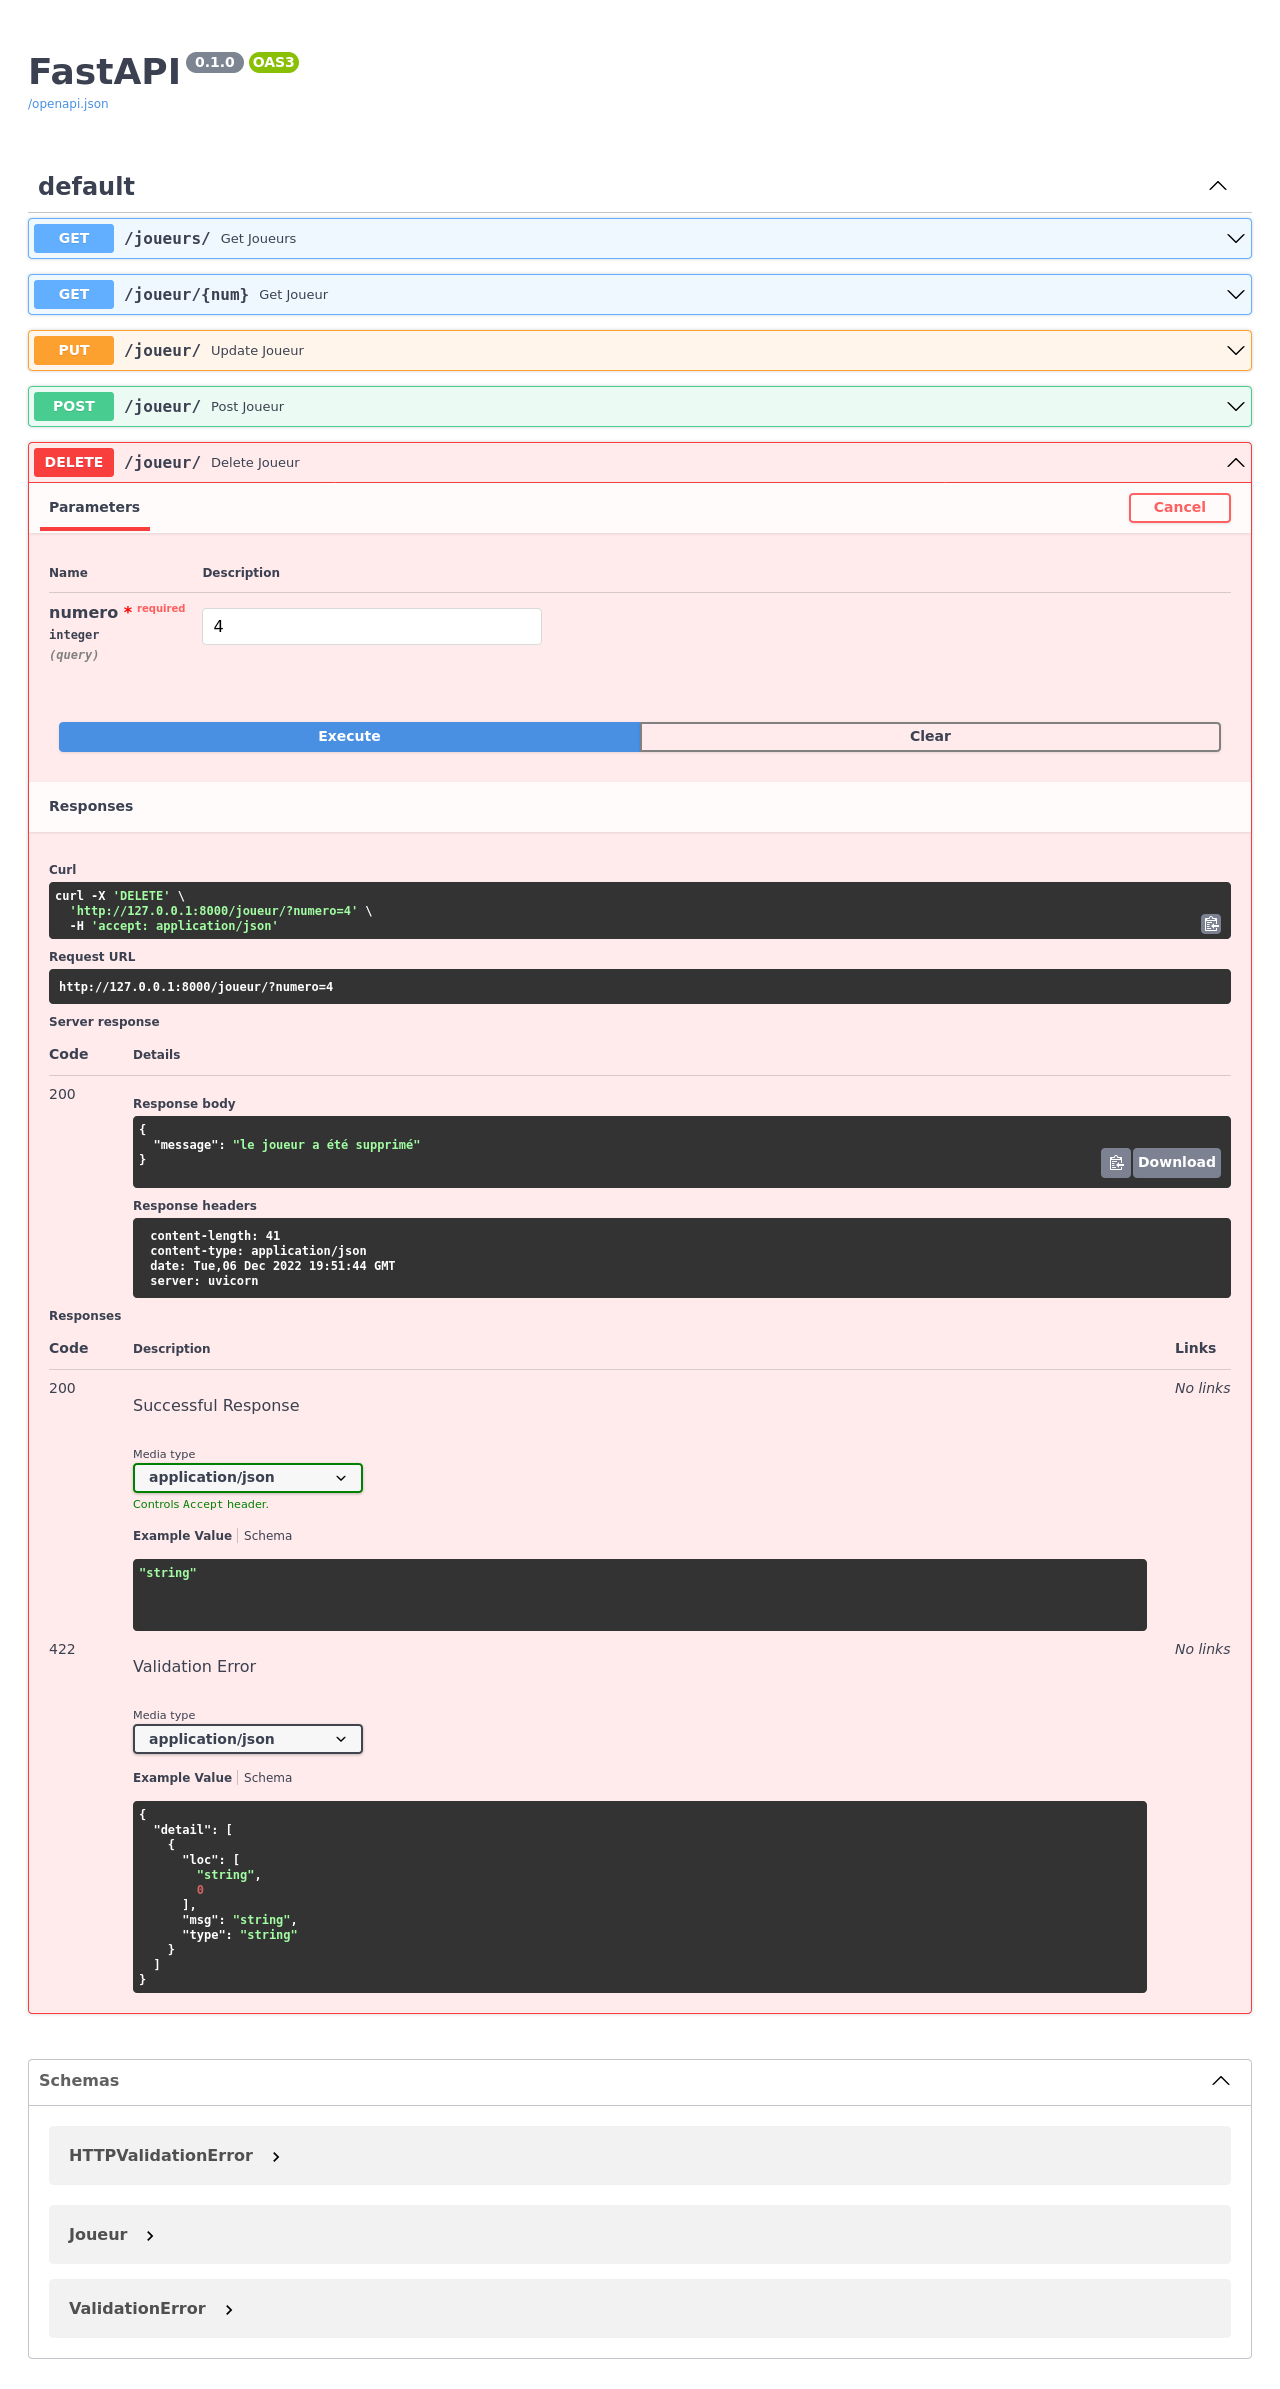 FastAPI 0.1.0 OAS3
/openapi.json
default
GET /joueurs/ Get Joueurs
GET /joueur/{num} Get Joueur
PUT /joueur/ Update Joueur
POST /joueur/ Post Joueur
DELETE /joueur/ Delete Joueur
Parameters Cancel
Name Description
numero * required 4
integer
(query)
Execute Clear
Responses
Curl
curl -X 'DELETE' \
  'http://127.0.0.1:8000/joueur/?numero=4' \
  -H 'accept: application/json'
Request URL
http://127.0.0.1:8000/joueur/?numero=4
Server response
Code Details
200
Response body
{
  "message": "le joueur a été supprimé"
}
Download
Response headers
content-length: 41
content-type: application/json
date: Tue,06 Dec 2022 19:51:44 GMT
server: uvicorn
Responses
Code Description Links
200 No links
Successful Response
Media type
application/json
Controls Accept header.
Example Value Schema
"string"
422 No links
Validation Error
Media type
application/json
Example Value Schema
{
  "detail": [
    {
      "loc": [
        "string",
        0
      ],
      "msg": "string",
      "type": "string"
    }
  ]
}
Schemas
HTTPValidationError
Joueur
ValidationError